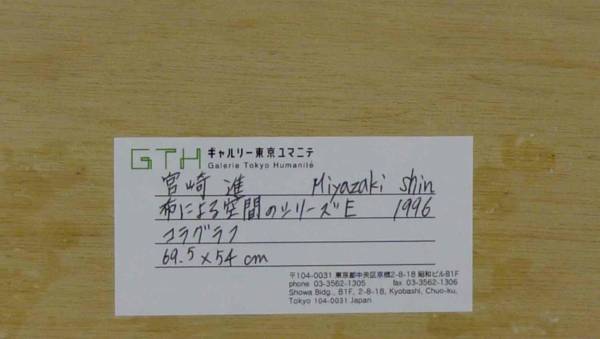 GTH ギャルリー東京ユマニテ
Galerie Tokyo Humanité
宮崎 進 Miyazaki Shin
布による空間のシリーズE 1996
コラグラフ
69.5×54cm
〒104-0031 東京都中央区京橋2-8-18 昭和ビルB1F
phone 03-3562-1305 fax 03-3562-1306
Showa Bldg., B1F, 2-8-18, Kyobashi, Chuo-ku,
Tokyo 104-0031 Japan